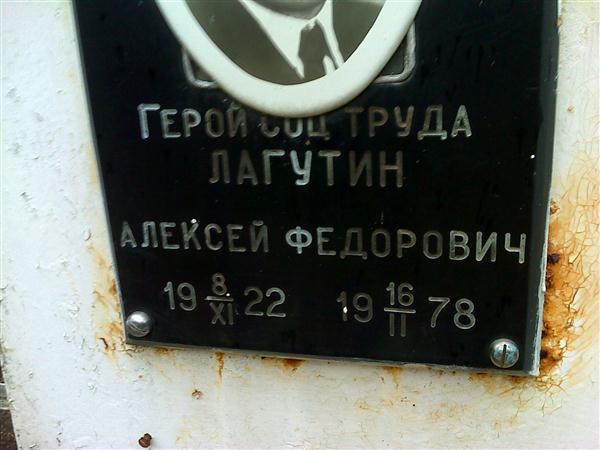 ГЕРОЙ СОЦ ТРУДА
ЛАГУТИН
АЛЕКСЕЙ ФЕДОРОВИЧ
19 8/XI 22 19 16/II 78